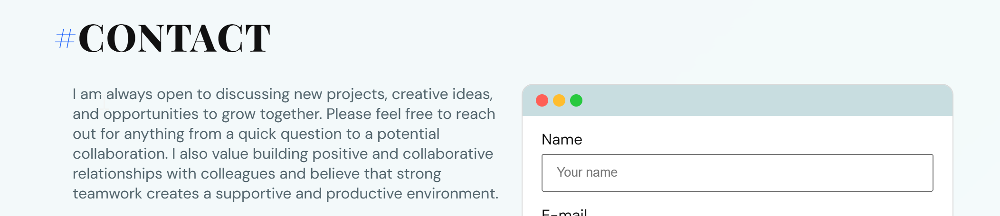 #CONTACT
I am always open to discussing new projects, creative ideas,
and opportunities to grow together. Please feel free to reach
out for anything from a quick question to a potential
collaboration. I also value building positive and collaborative
relationships with colleagues and believe that strong
teamwork creates a supportive and productive environment.
Name
Your name
E-mail